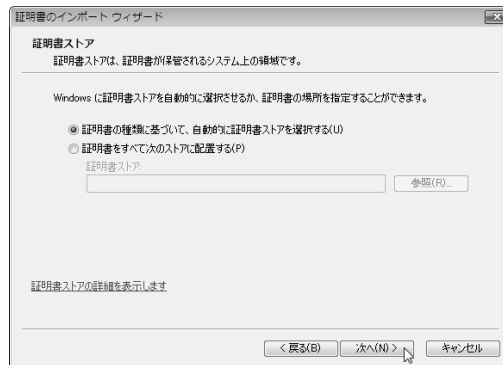 証明書のインポート ウィザード
証明書ストア
証明書ストアは、証明書が保管されるシステム上の領域です。
Windows に証明書ストアを自動的に選択させるか、証明書の場所を指定することができます。
証明書の種類に基づいて、自動的に証明書ストアを選択する(U)
証明書をすべて次のストアに配置する(P)
証明書ストア:
参照(R)...
証明書ストアの詳細を表示します
< 戻る(B)
次へ(N) >
キャンセル